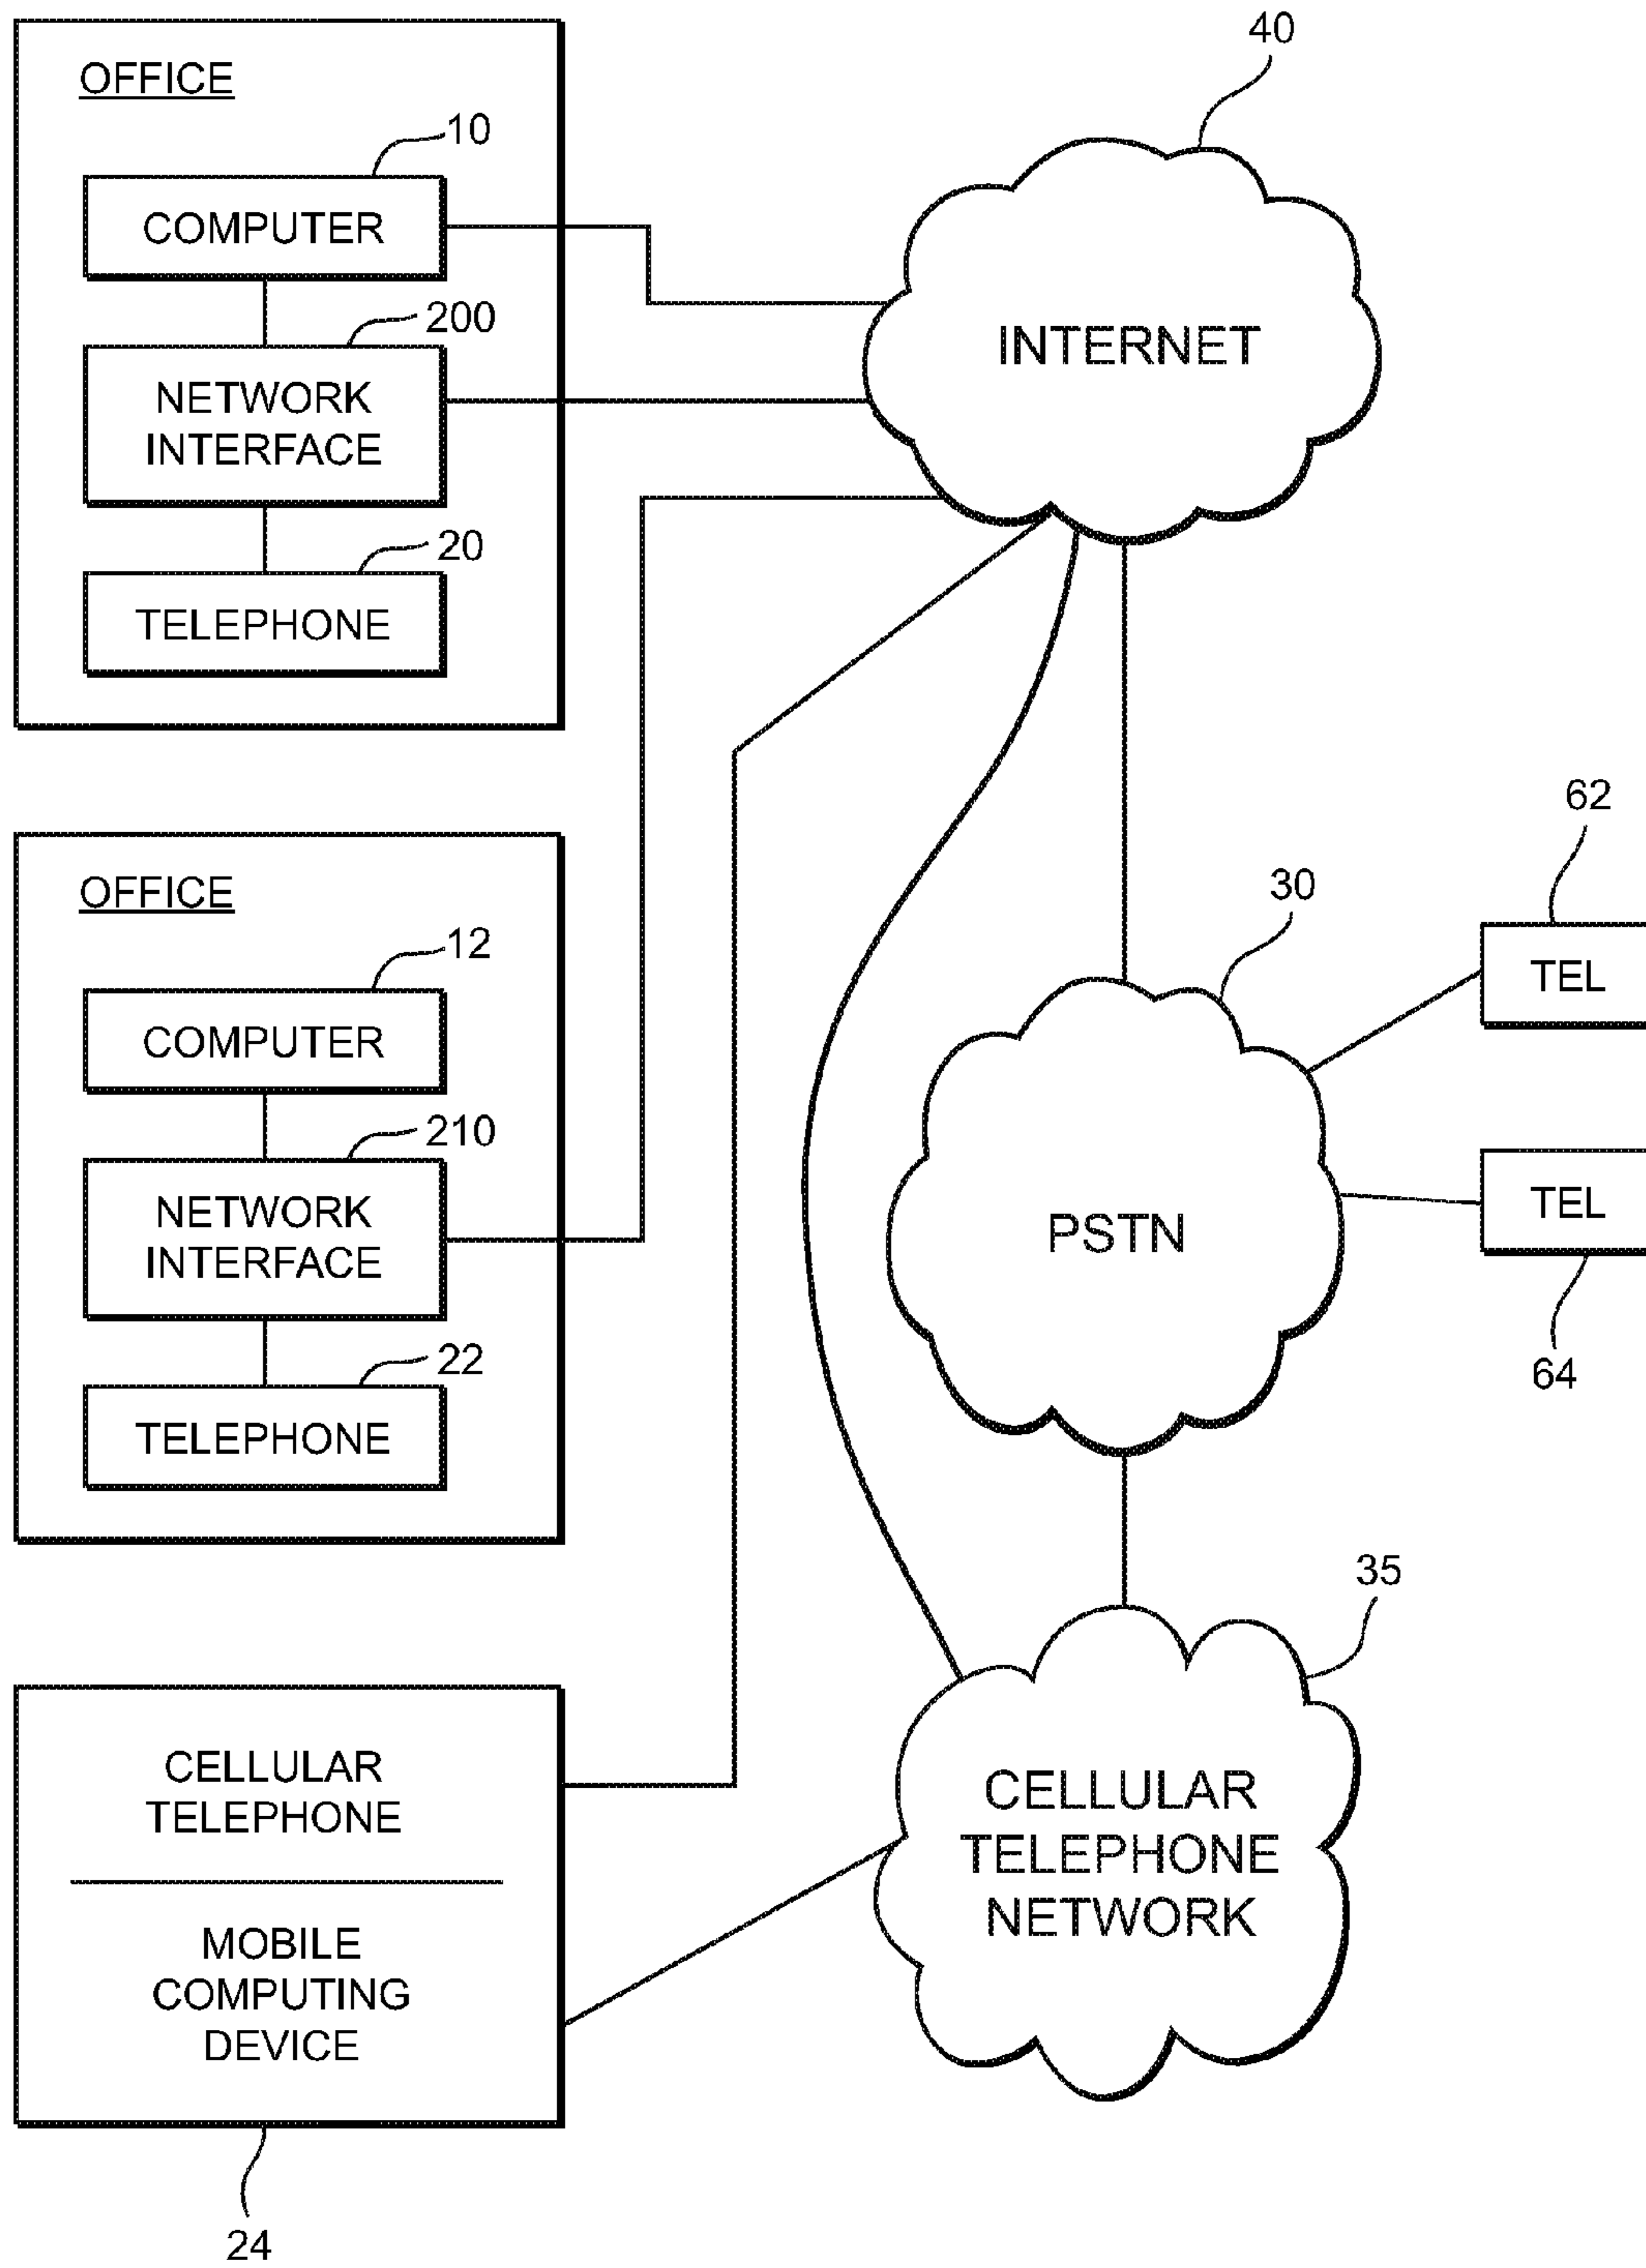 40
OFFICE
10
COMPUTER
200
NETWORK
INTERFACE
20
TELEPHONE
INTERNET
OFFICE
12
COMPUTER
210
NETWORK
INTERFACE
22
TELEPHONE
62
TEL
30
PSTN
TEL
64
35
CELLULAR
TELEPHONE
MOBILE
COMPUTING
DEVICE
24
CELLULAR
TELEPHONE
NETWORK